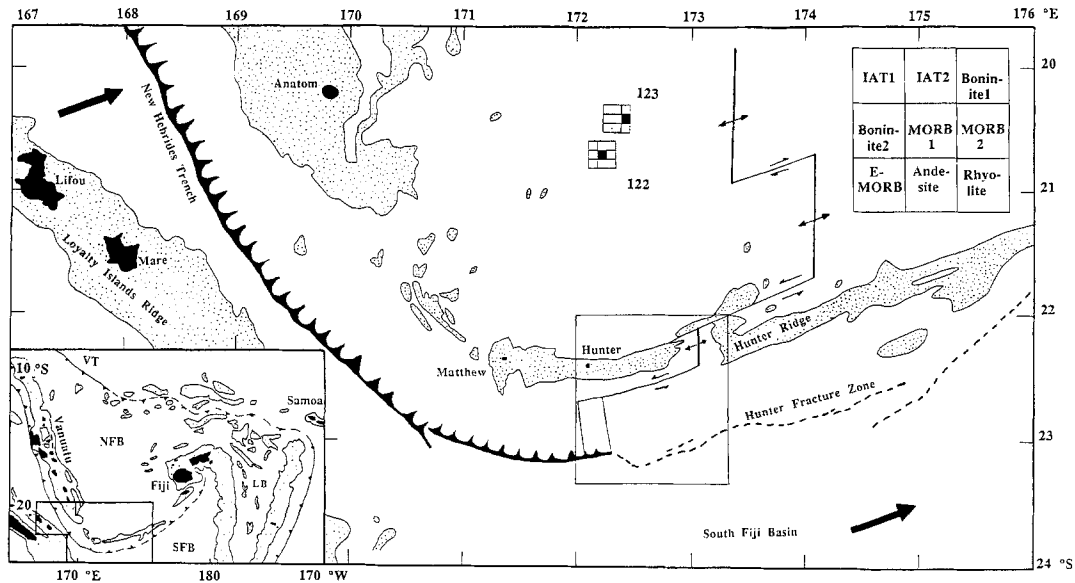 167 168 169 170 171 172 173 174 175 176 °E
20
21
22
23
24 °S
New Hebrides Trench
Anatom
Lifou
Mare
Loyalty Islands Ridge
123
122
IAT1 IAT2 Bonin-
ite1
Bonin-
ite2
MORB
1
MORB
2
E-
MORB
Ande-
site
Rhyo-
lite
Matthew
Hunter
Hunter Ridge
Hunter Fracture Zone
South Fiji Basin
10 °S
VT
Samoa
Vanuatu
NFB
Fiji
LB
20
SFB
170 °E 180 170 °W